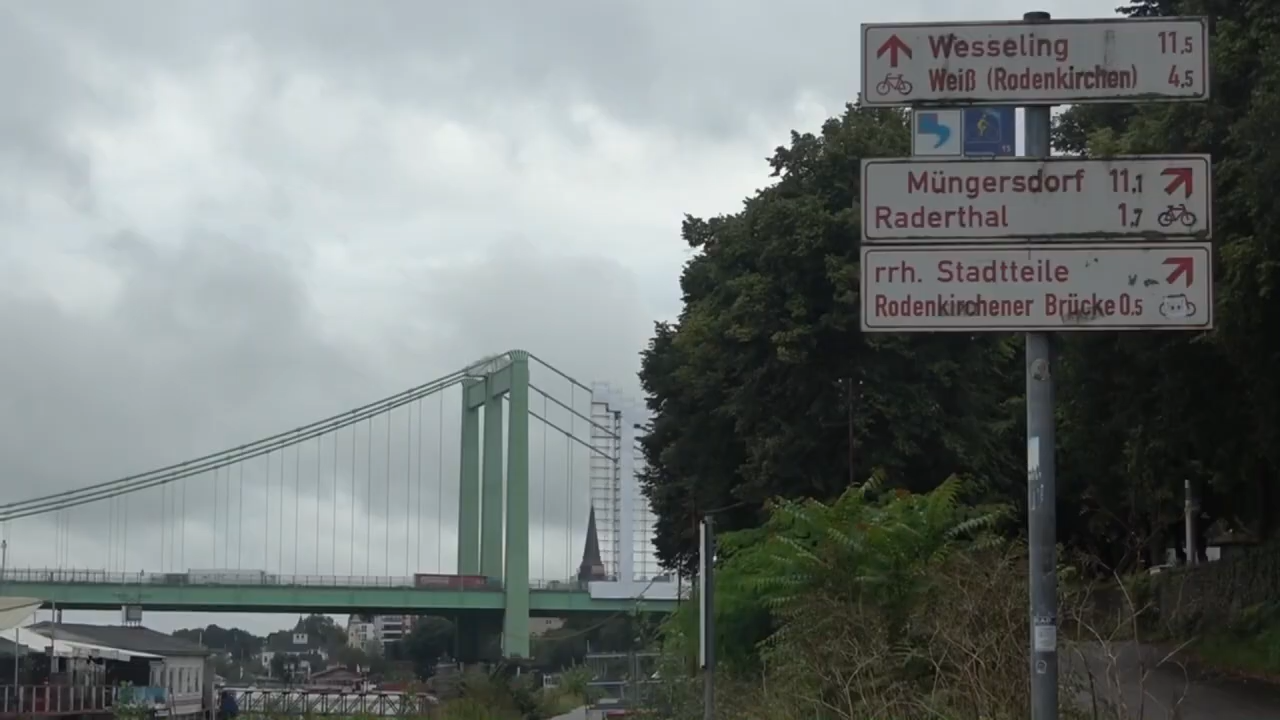 Wesseling 11,5
Weiß (Rodenkirchen) 4,5
Müngersdorf 11,1
Raderthal 1,7
rrh. Stadtteile
Rodenkirchener Brücke 0,5
15